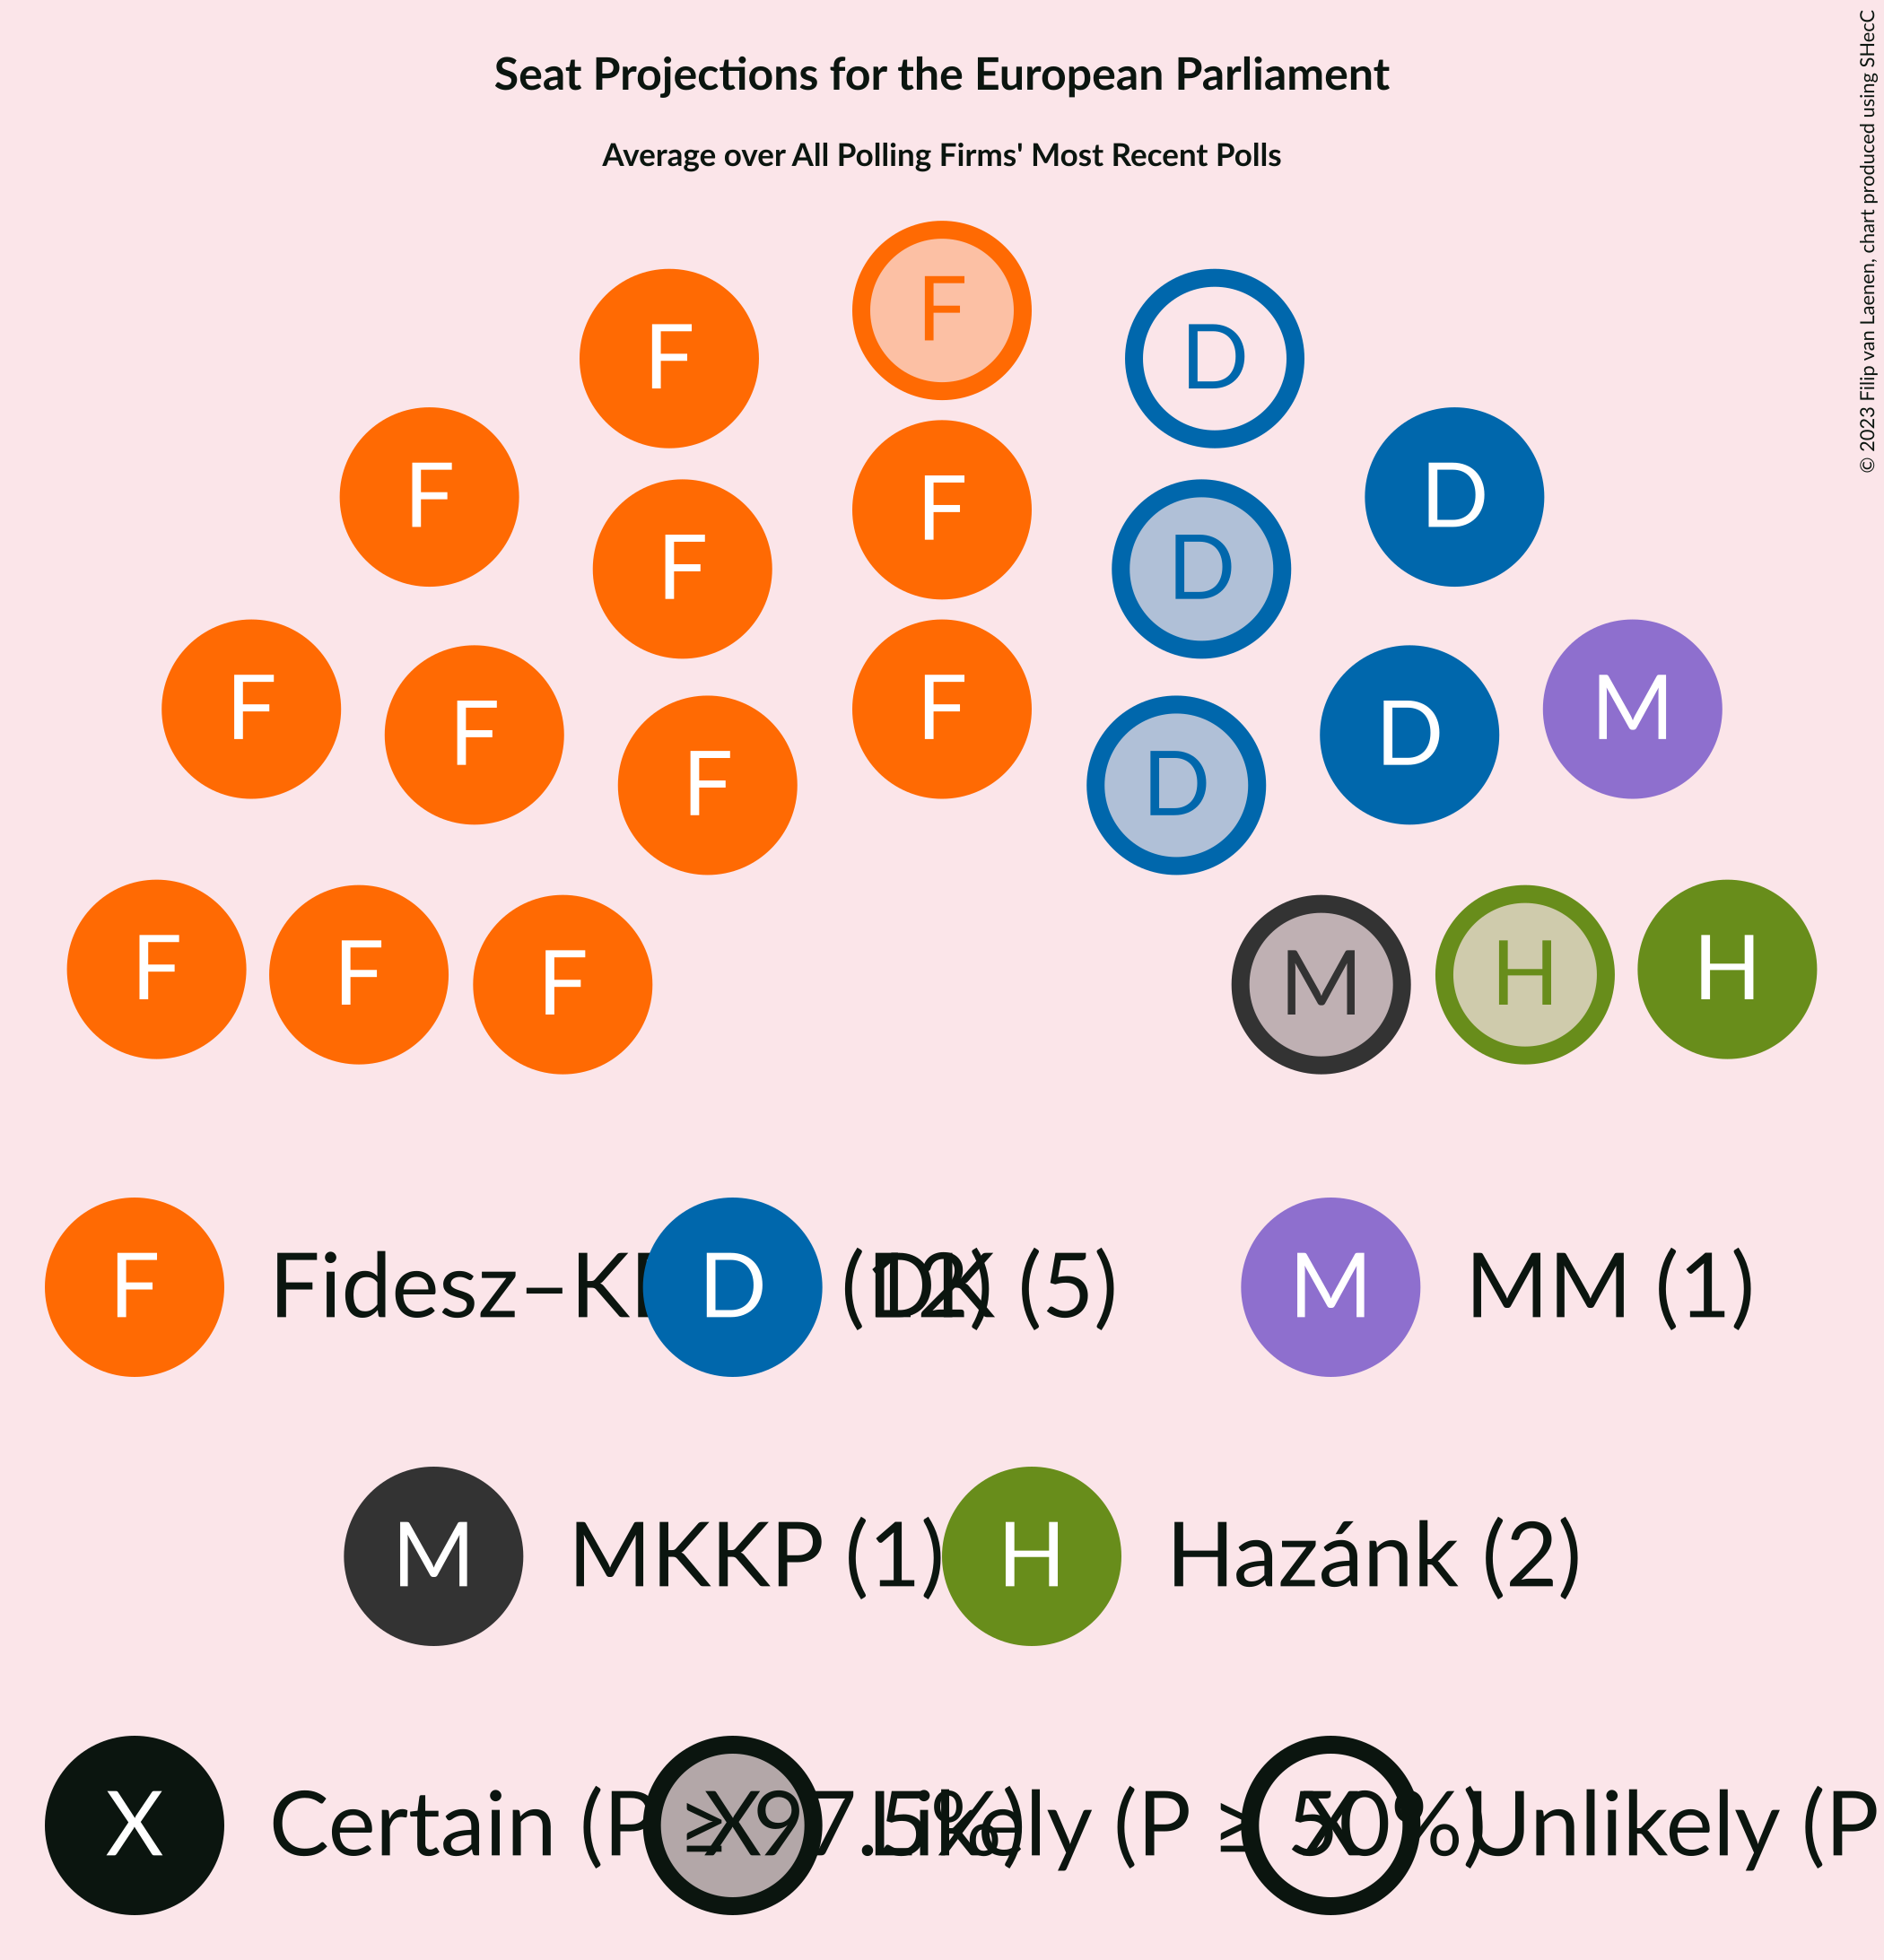 Seat Projections for the European Parliament
Average over All Polling Firms' Most Recent Polls
© 2023 Filip van Laenen, chart produced using SHecC
F
F D
F D
F
F D
F M
F D
F D
F H
F H
F M
F Fidesz–K (12) D DK (5) M MM (1)
M MKKP (1) H Hazánk (2)
X Certain (P ≥ 97.5%) X Likely (P ≥ 50%) X Unlikely (P